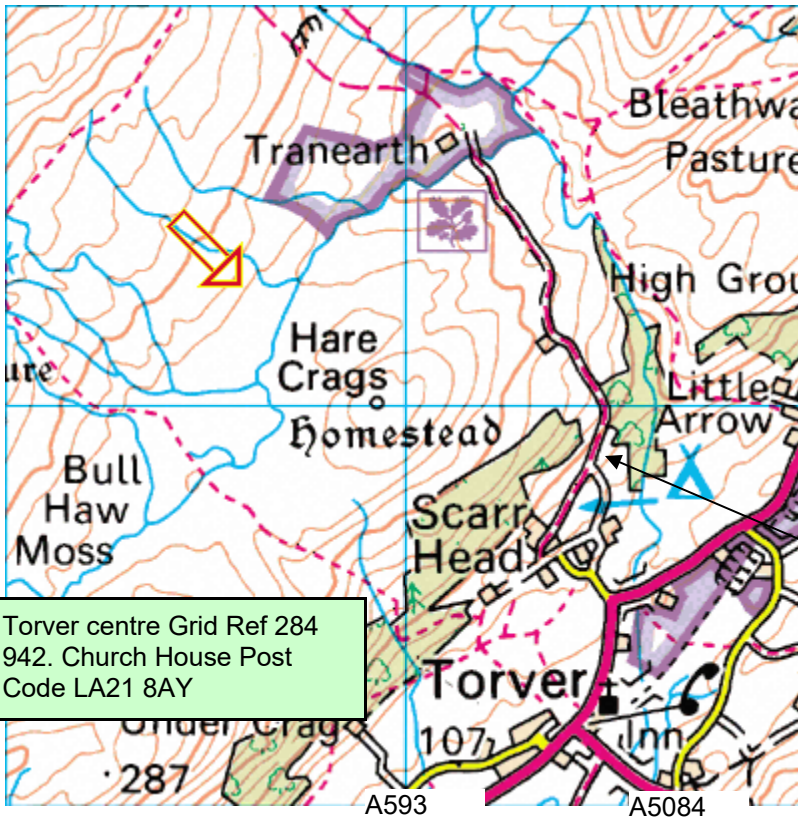 Bleathwa
Pasture
Tranearth
High Grou
Hare
Crags
ure
Little
Arrow
Homestead
Bull
Haw
Moss
Scarr
Head
Torver centre Grid Ref 284
942. Church House Post
Code LA21 8AY
Torver
Under Crag
107
Inn
·287
A593
A5084